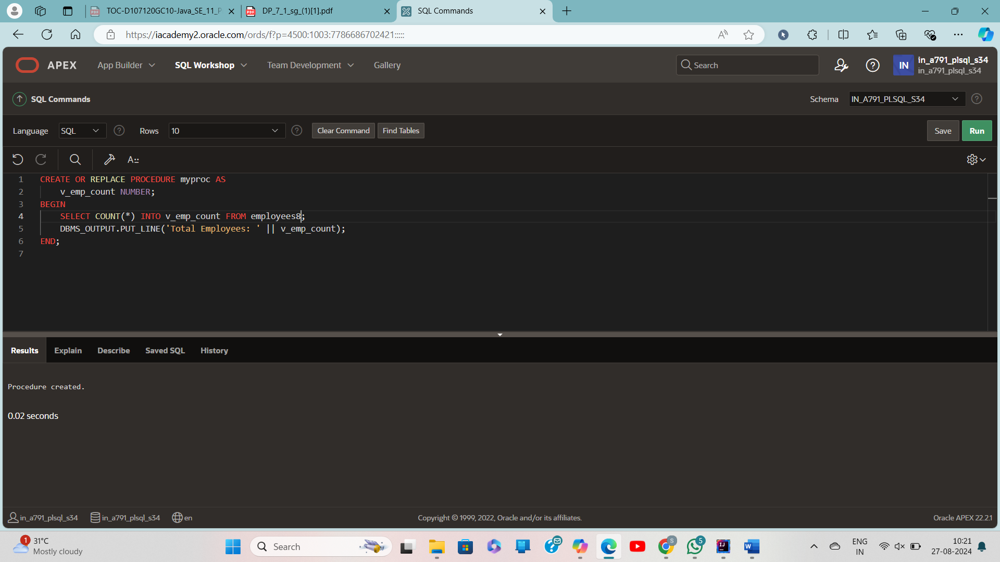 TOC-D107120GC10-Java_SE_11_P
DP_7_1_sg_(1)[1].pdf
SQL Commands
https://iacademy2.oracle.com/ords/f?p=4500:1003:7786686702421:::::
APEX
App Builder
SQL Workshop
Team Development
Gallery
Search
IN
in_a791_plsql_s34
in_a791_plsql_s34
SQL Commands
Schema
IN_A791_PLSQL_S34
Language
SQL
Rows
10
Clear Command
Find Tables
Save
Run
A::
1 CREATE OR REPLACE PROCEDURE myproc AS
2 v_emp_count NUMBER;
3 BEGIN
4 SELECT COUNT(*) INTO v_emp_count FROM employees8;
5 DBMS_OUTPUT.PUT_LINE('Total Employees: ' || v_emp_count);
6 END;
7
Results
Explain
Describe
Saved SQL
History
Procedure created.
0.02 seconds
in_a791_plsql_s34
in_a791_plsql_s34
en
Copyright © 1999, 2022, Oracle and/or its affiliates.
Oracle APEX 22.2.1
1
31°C
Mostly cloudy
Search
S
5
IJ
W
ENG
IN
10:21
27-08-2024